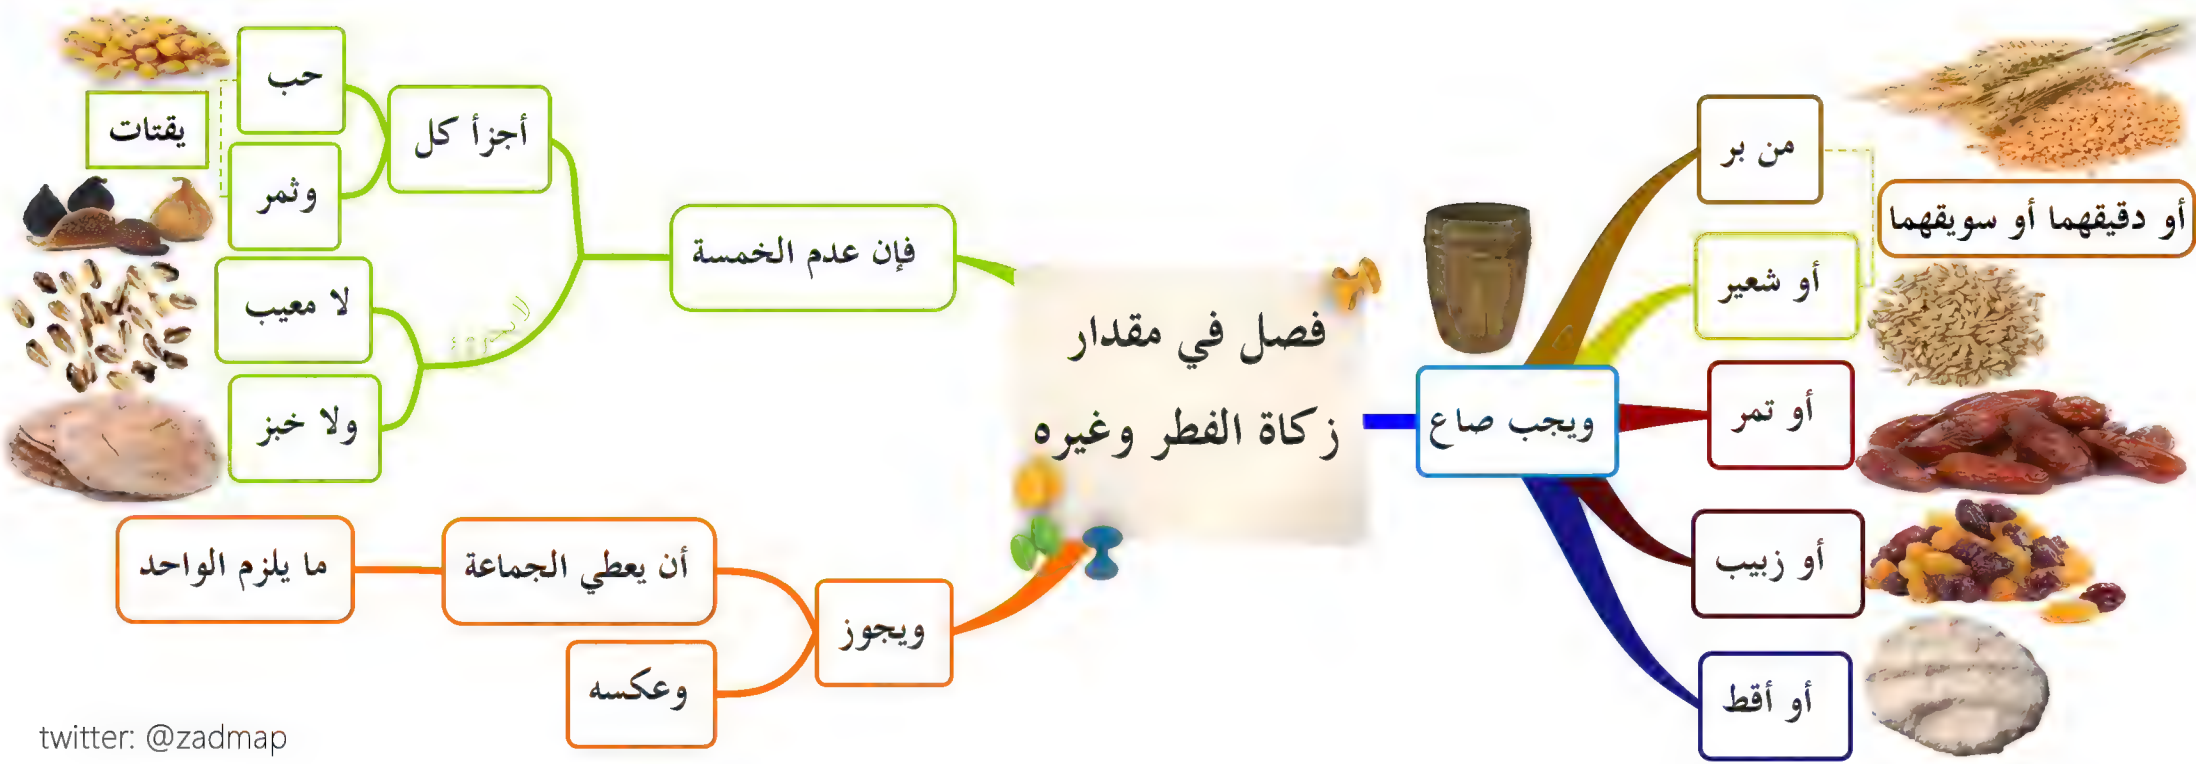 فصل في مقدار
زكاة الفطر وغيره
ويجب صاع
من بر
أو شعير
أو دقيقهما أو سويقهما
أو تمر
أو زبيب
أو أقط
فإن عدم الخمسة
أجزأ كل
حب
وثمر
يقتات
لا يجزئ
لا معيب
ولا خبز
ويجوز
أن يعطي الجماعة
ما يلزم الواحد
وعكسه
twitter: @zadmap